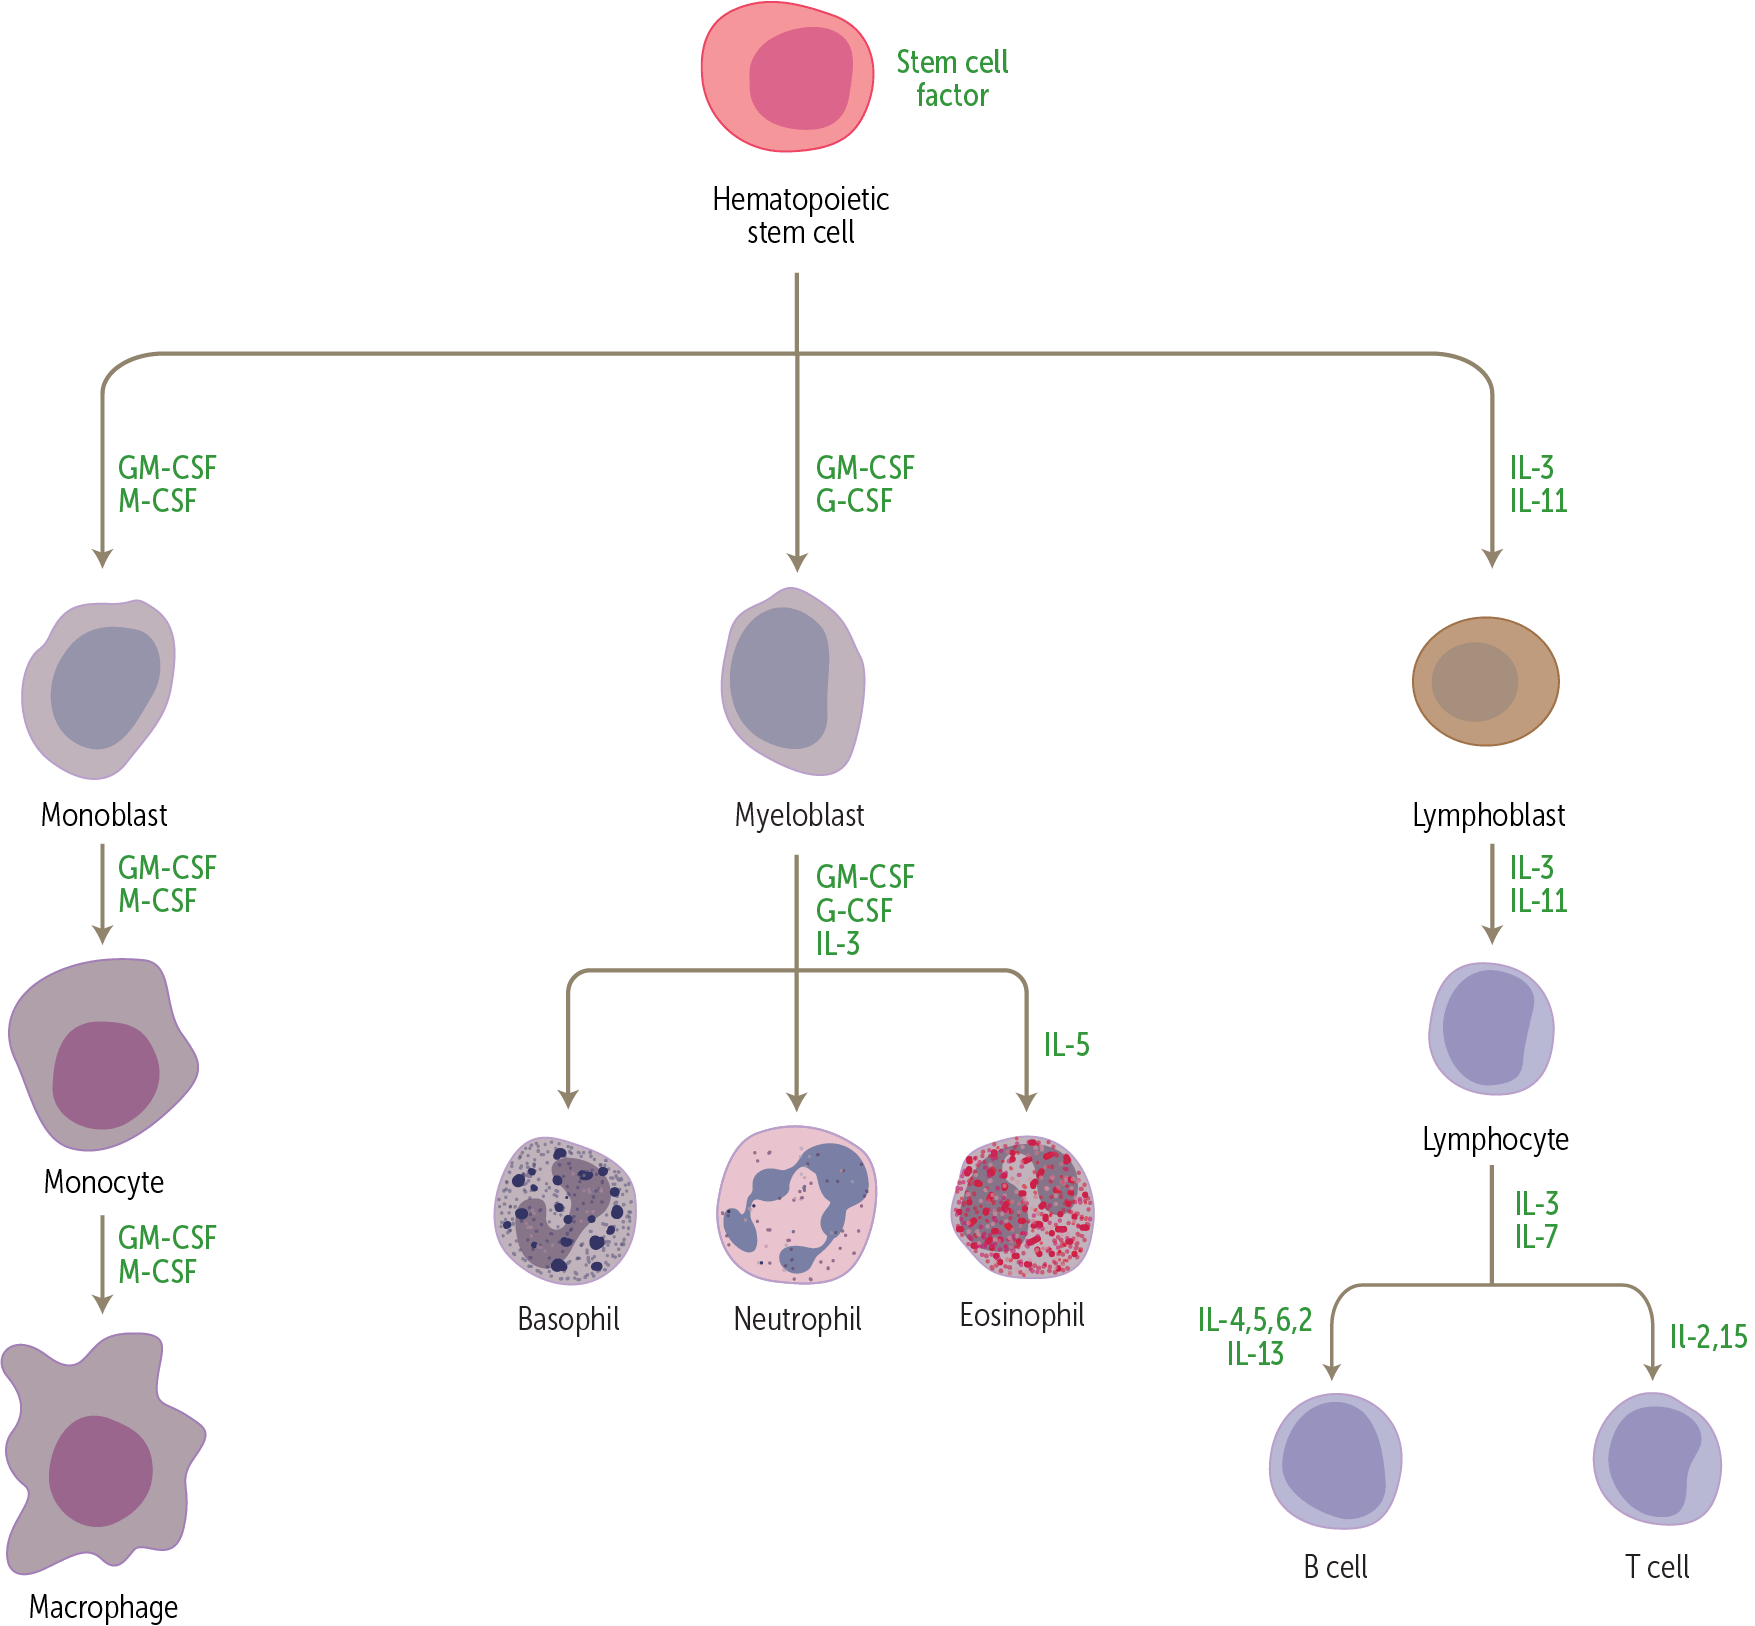 Stem cell
factor
Hematopoietic
stem cell
GM-CSF
M-CSF
GM-CSF
G-CSF
IL-3
IL-11
Monoblast
Myeloblast
Lymphoblast
GM-CSF
M-CSF
GM-CSF
G-CSF
IL-3
IL-3
IL-11
IL-5
Monocyte
Lymphocyte
GM-CSF
M-CSF
IL-3
IL-7
Basophil
Neutrophil
Eosinophil
IL-4,5,6,2
IL-13
Il-2,15
B cell
T cell
Macrophage